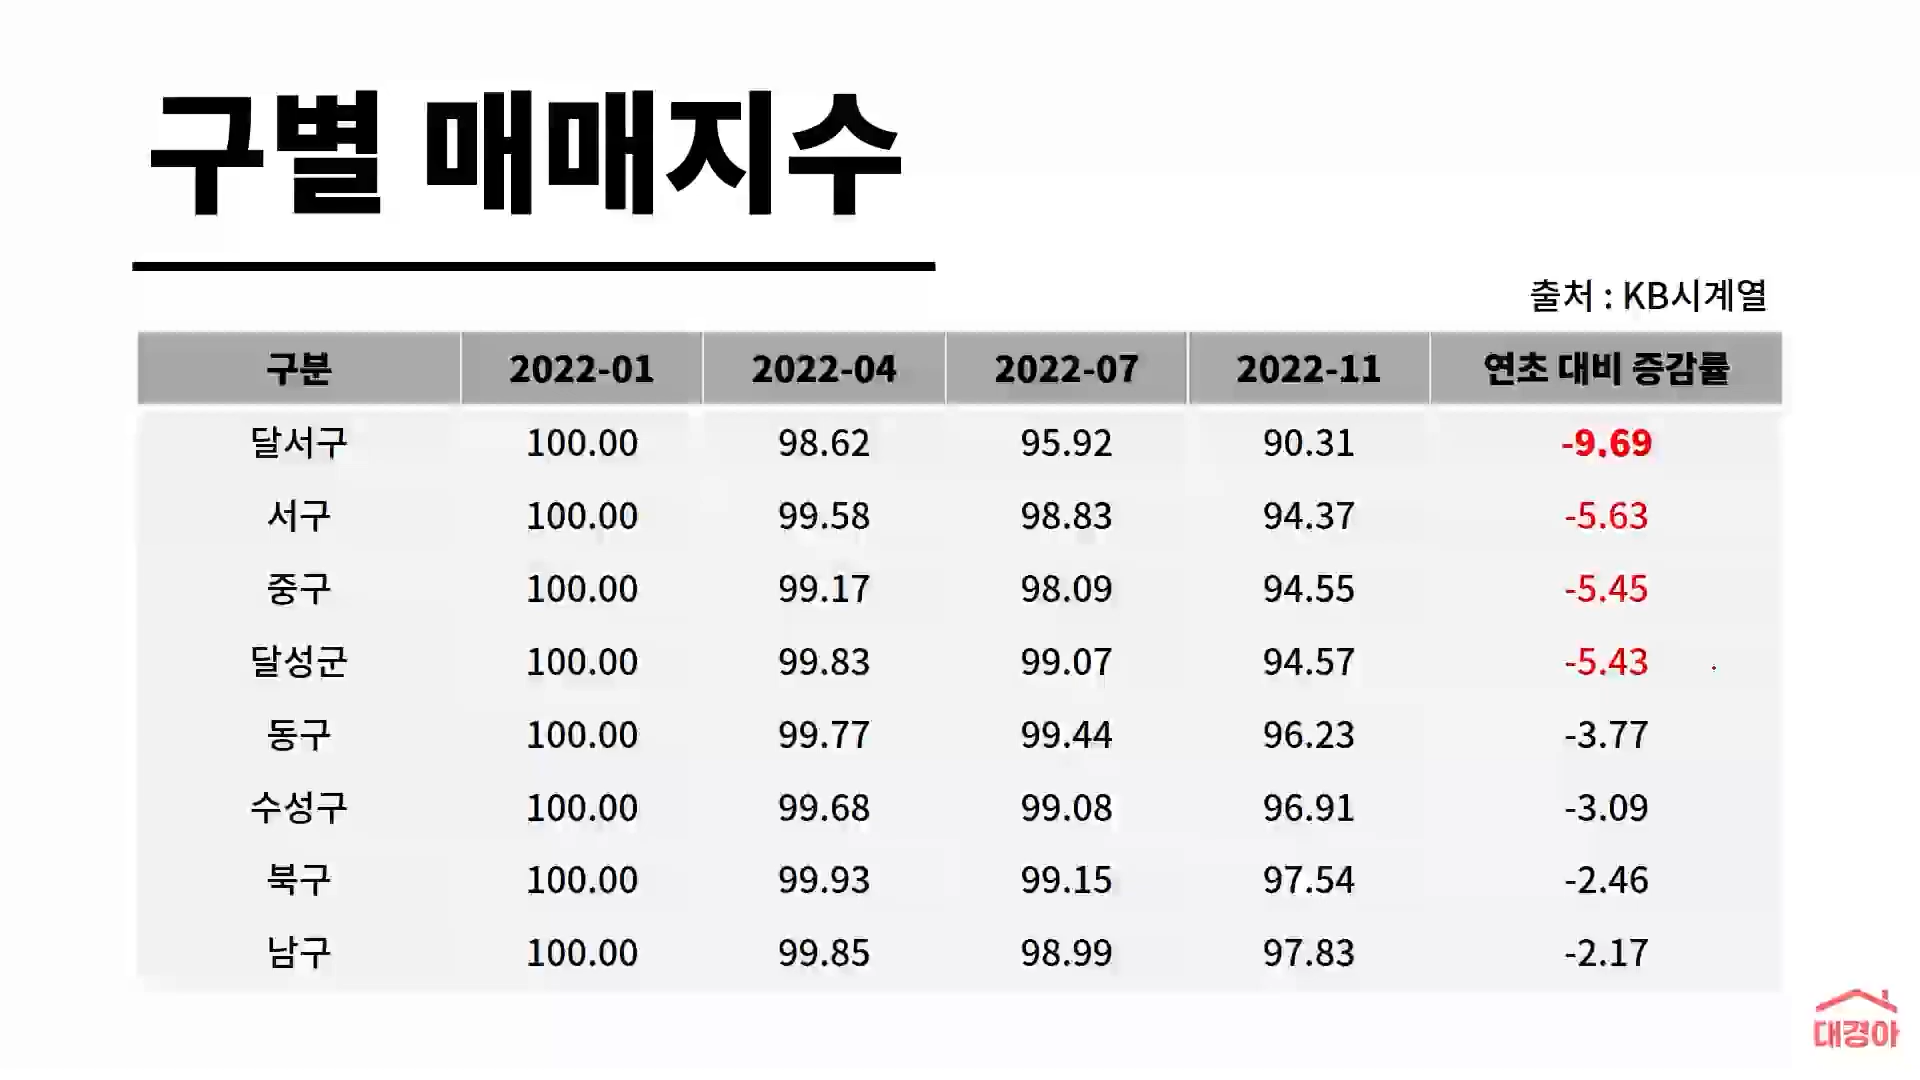 구별 매매지수
출처 : KB시계열
구분 2022-01 2022-04 2022-07 2022-11 연초 대비 증감률
달서구 100.00 98.62 95.92 90.31 -9.69
서구 100.00 99.58 98.83 94.37 -5.63
중구 100.00 99.17 98.09 94.55 -5.45
달성군 100.00 99.83 99.07 94.57 -5.43
동구 100.00 99.77 99.44 96.23 -3.77
수성구 100.00 99.68 99.08 96.91 -3.09
북구 100.00 99.93 99.15 97.54 -2.46
남구 100.00 99.85 98.99 97.83 -2.17
대경아